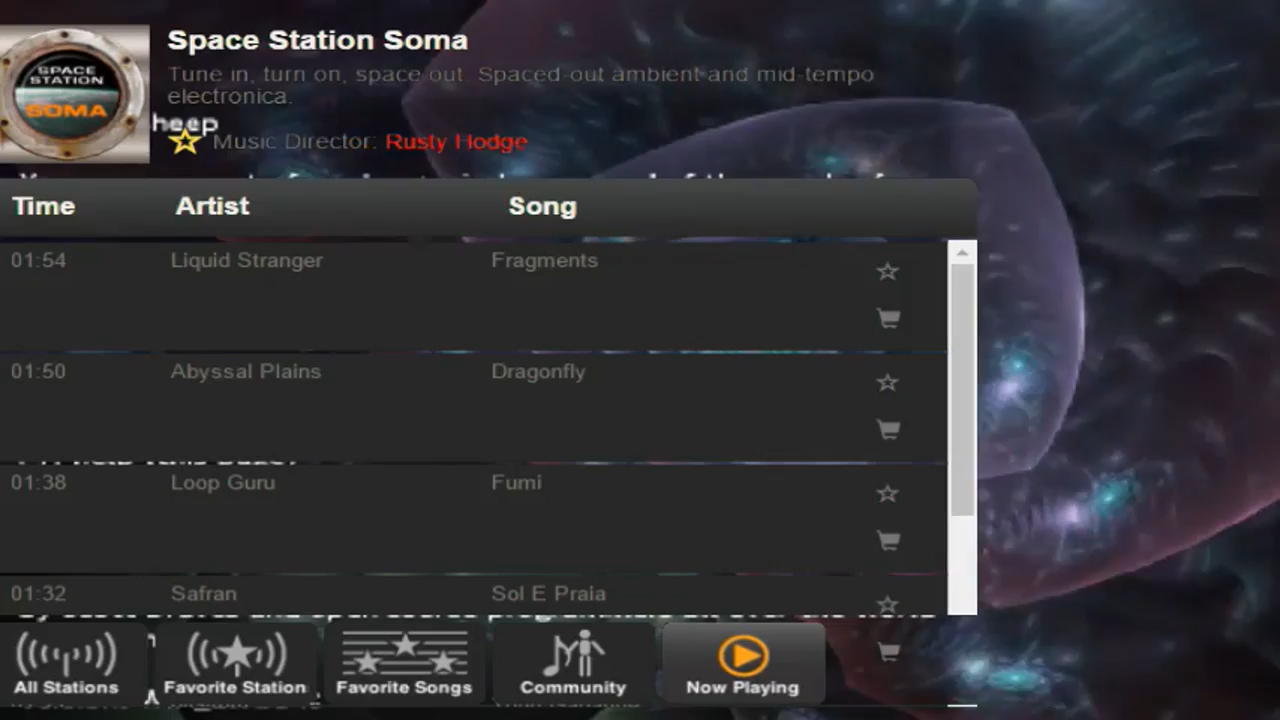 Space Station Soma
Tune in, turn on, space out. Spaced-out ambient and mid-tempo
electronica.
SPACE
STATION
SOMA
heep
Music Director: Rusty Hodge
Time Artist Song
01:54 Liquid Stranger Fragments
01:50 Abyssal Plains Dragonfly
01:38 Loop Guru Fumi
01:32 Safran Sol E Praia
All Stations Favorite Station Favorite Songs Community Now Playing